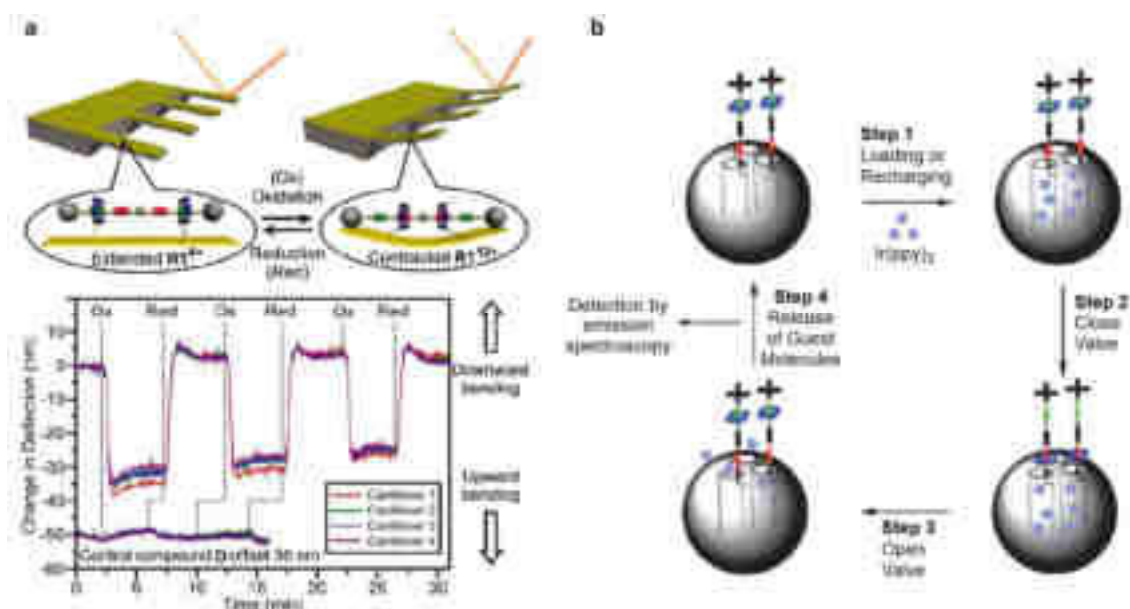 a
b
(Ox)
Oxidation
Reduction
(Red)
Extended R1
Contracted R1
Ox
Red
Ox
Red
Ox
Red
10
0
-10
-20
-30
-40
-50
-60
Change in Deflection (nm)
Downward
bending
Upward
bending
Cantilever 1
Cantilever 2
Cantilever 3
Cantilever 4
Control compound
offset
nm
0
5
10
15
20
25
30
Time (min)
Step 1
Loading or
Recharging
Ir(ppy)3
Step 2
Close
Valve
Step 3
Open
Valve
Step 4
Release
of Guest
Molecules
Detection by
emission
spectroscopy